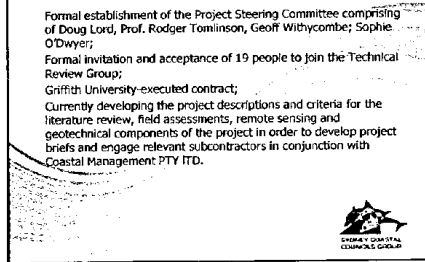 Formal establishment of the Project Steering Committee comprising
of Doug Lord, Prof. Rodger Tomlinson, Geoff Withycombe; Sophie
O'Dwyer;
Formal invitation and acceptance of 19 people to join the Technical
Review Group;
Griffith University-executed contract;
Currently developing the project descriptions and criteria for the
literature review, field assessments, remote sensing and
geotechnical components of the project in order to develop project
briefs and engage relevant subcontractors in conjunction with
Coastal Management PTY lTD.
SYDNEY COASTAL
COUNCILS GROUP